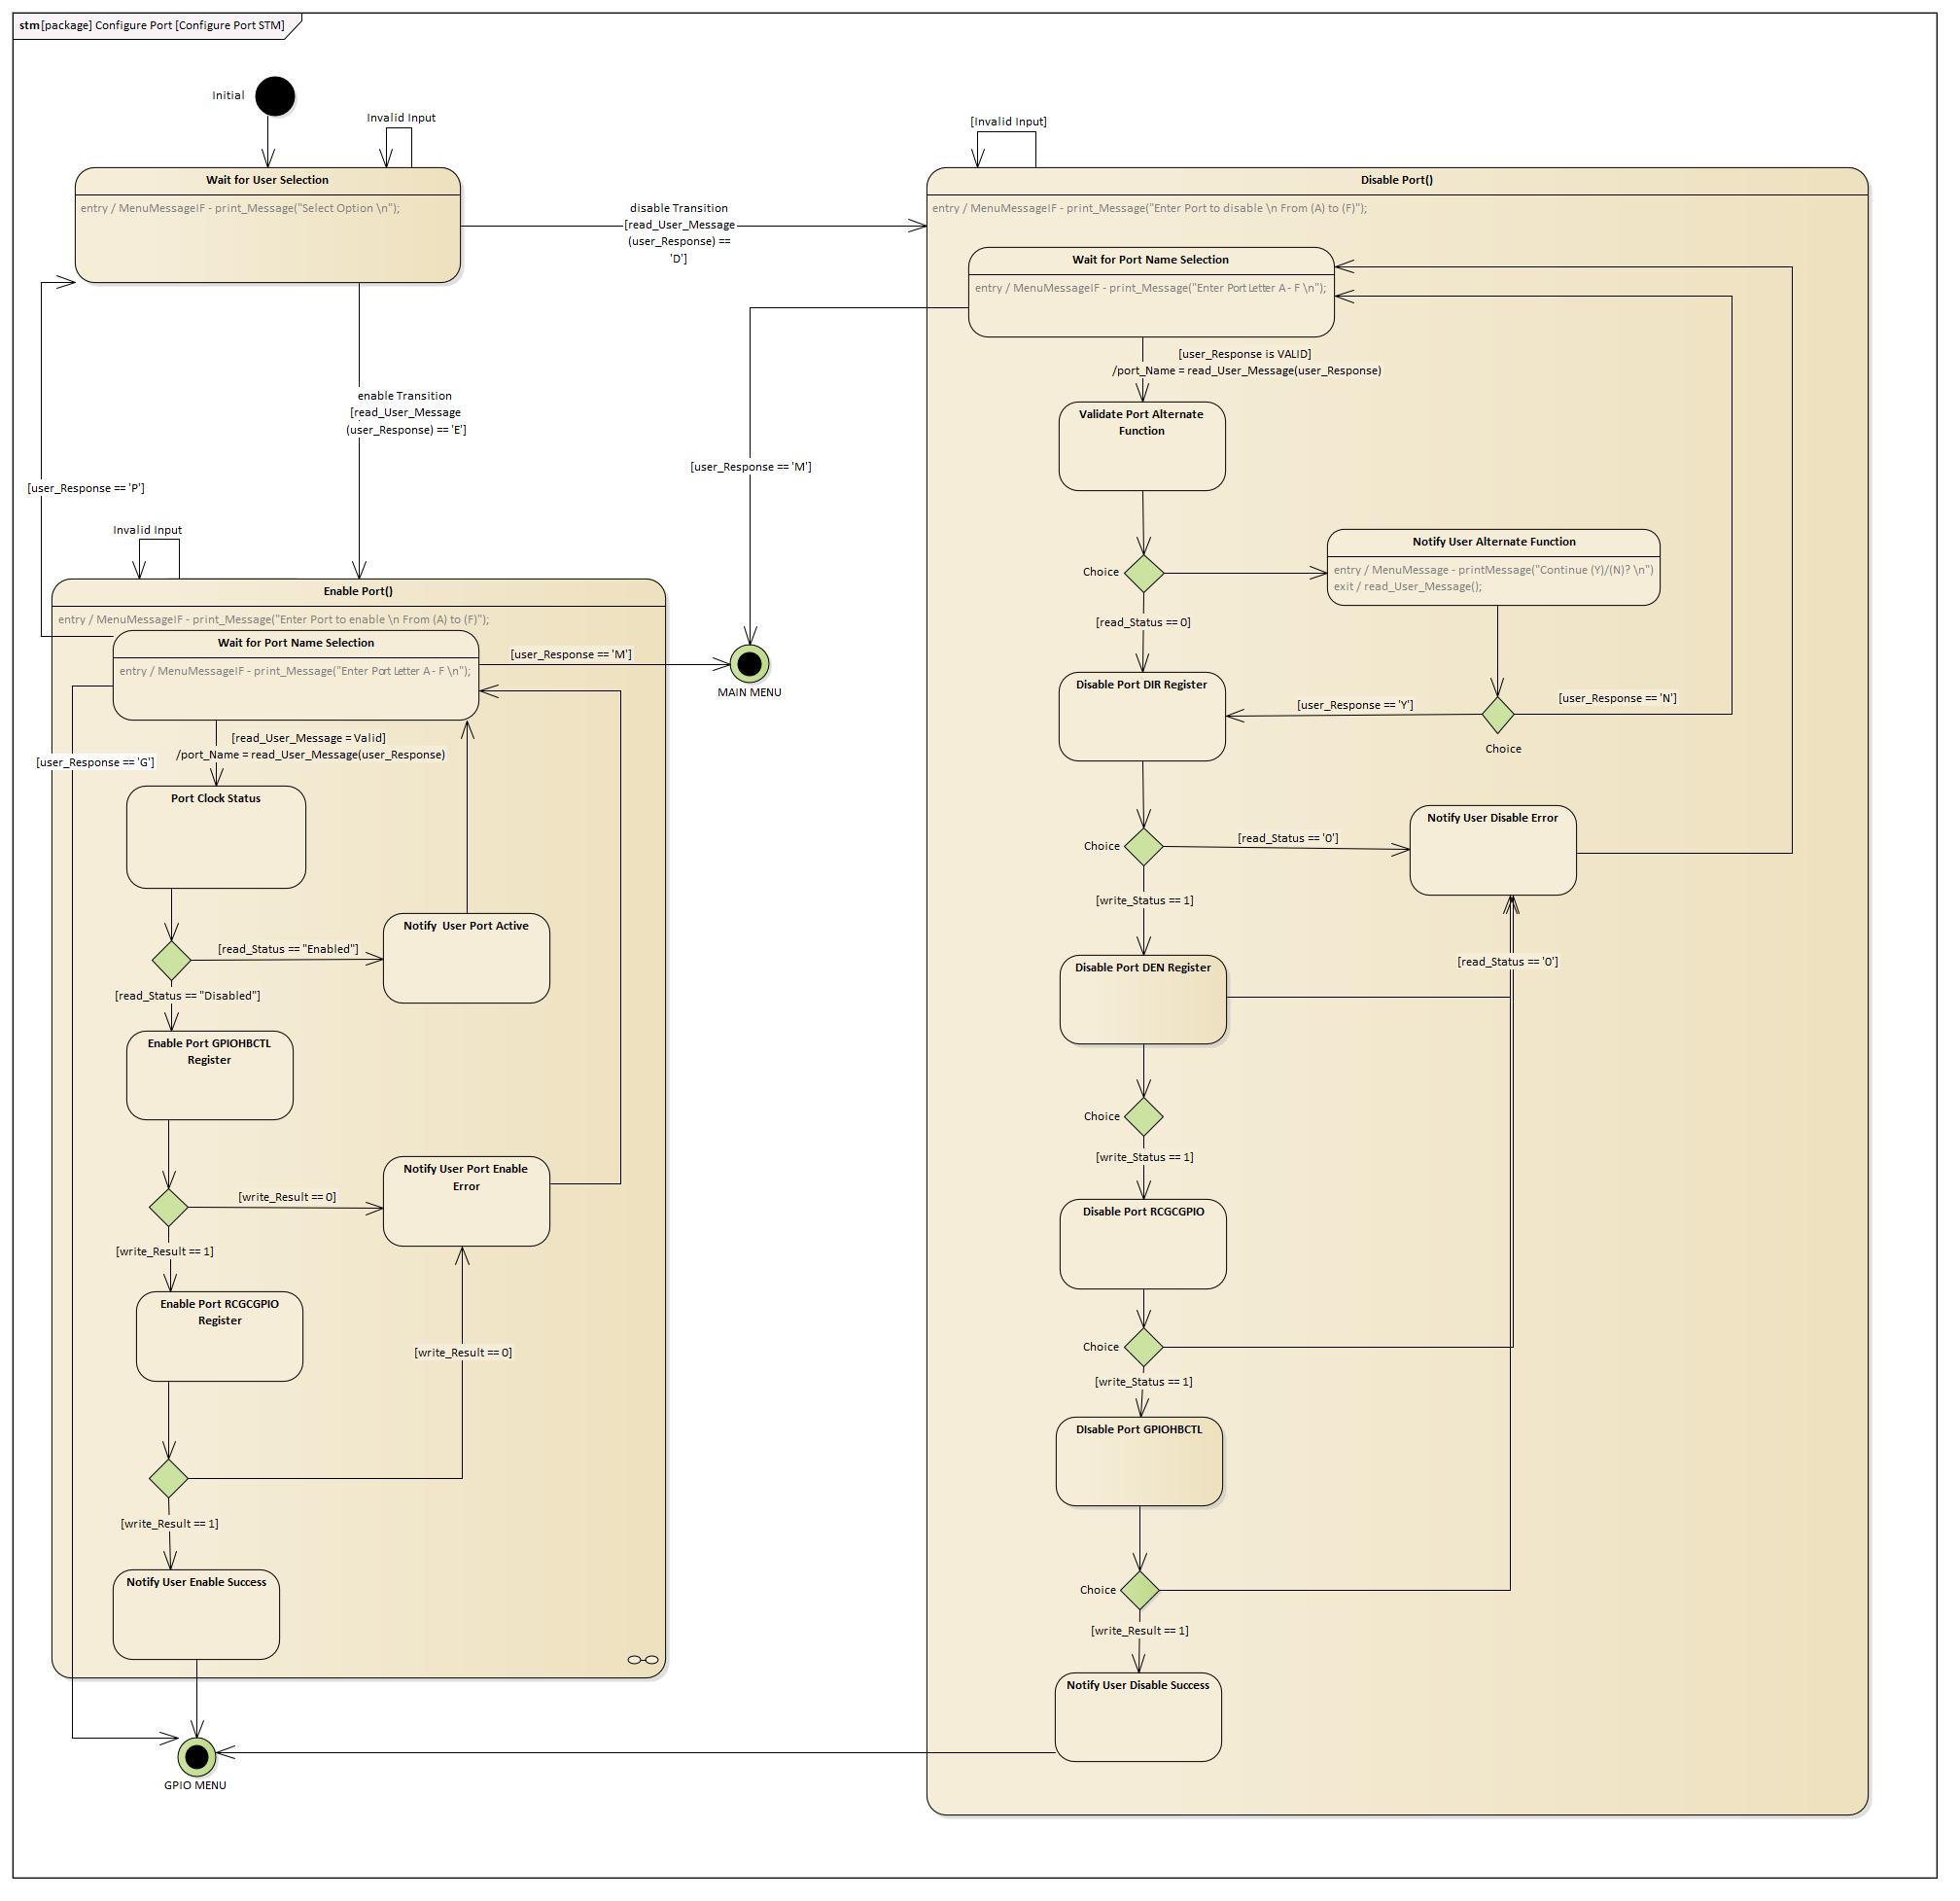 stm [package] Configure Port [Configure Port STM]
Initial
Invalid Input
Wait for User Selection
entry / MenuMessageIF - print_Message("Select Option \n");
disable Transition
[read_User_Message
(user_Response) ==
'D']
enable Transition
[read_User_Message
(user_Response) == 'E']
[user_Response == 'P']
Invalid Input
Enable Port()
entry / MenuMessageIF - print_Message("Enter Port to enable \n From (A) to (F)");
Wait for Port Name Selection
entry / MenuMessageIF - print_Message("Enter Port Letter A - F \n");
[user_Response == 'M']
[user_Response == 'M']
MAIN MENU
[user_Response == 'G']
[read_User_Message = Valid]
/port_Name = read_User_Message(user_Response)
Port Clock Status
[read_Status == "Enabled"]
Notify  User Port Active
[read_Status == "Disabled"]
Enable Port GPIOHBCTL
Register
[write_Result == 0]
Notify User Port Enable
Error
[write_Result == 1]
Enable Port RCGCGPIO
Register
[write_Result == 0]
[write_Result == 1]
Notify User Enable Success
GPIO MENU
[Invalid Input]
Disable Port()
entry / MenuMessageIF - print_Message("Enter Port to disable \n From (A) to (F)");
Wait for Port Name Selection
entry / MenuMessageIF - print_Message("Enter Port Letter A - F \n");
[user_Response is VALID]
/port_Name = read_User_Message(user_Response)
Validate Port Alternate
Function
Choice
Notify User Alternate Function
entry / MenuMessage - printMessage("Continue (Y)/(N)? \n")
exit / read_User_Message();
[read_Status == 0]
Disable Port DIR Register
[user_Response == 'Y']
[user_Response == 'N']
Choice
Choice
[read_Status == '0']
Notify User Disable Error
[write_Status == 1]
Disable Port DEN Register
[read_Status == '0']
Choice
[write_Status == 1]
Disable Port RCGCGPIO
Choice
[write_Status == 1]
DIsable Port GPIOHBCTL
Choice
[write_Result == 1]
Notify User Disable Success